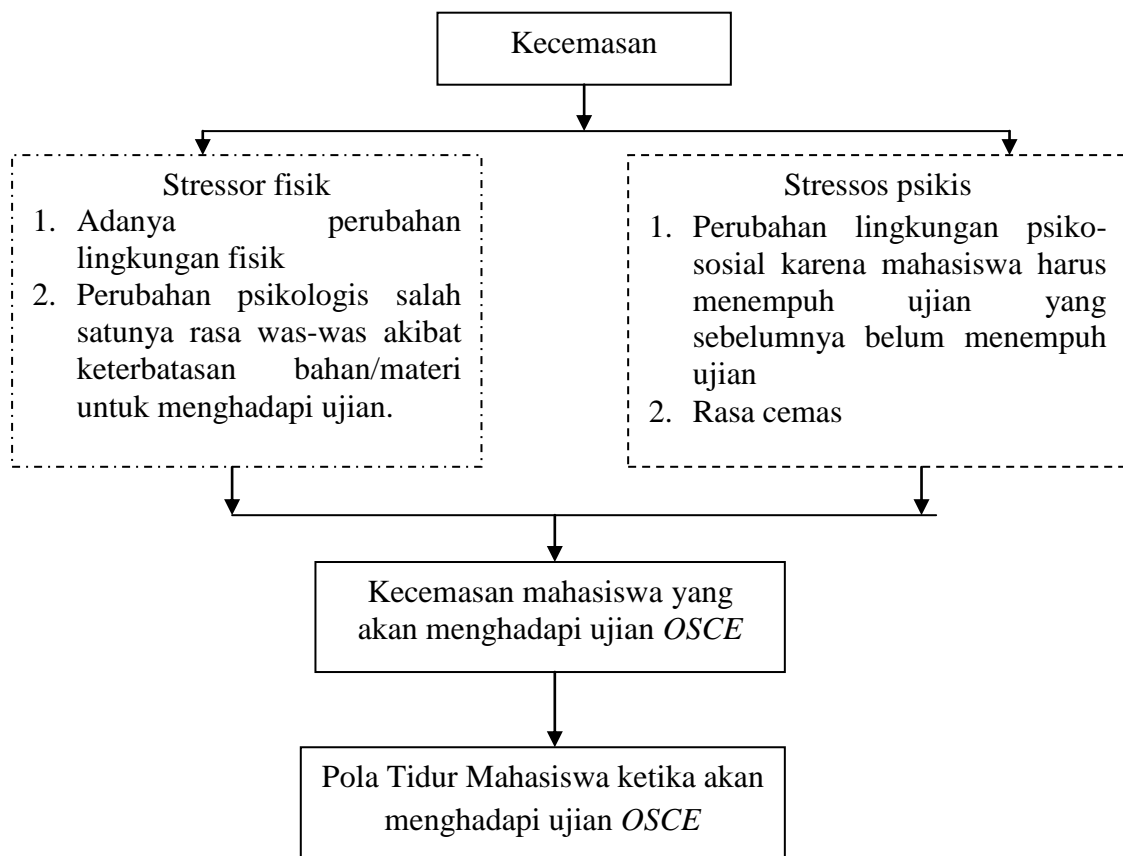 Kecemasan
Stressor fisik
1. Adanya perubahan
lingkungan fisik
2. Perubahan psikologis salah
satunya rasa was-was akibat
keterbatasan bahan/materi
untuk menghadapi ujian.
Stressos psikis
1. Perubahan lingkungan psiko-
sosial karena mahasiswa harus
menempuh ujian yang
sebelumnya belum menempuh
ujian
2. Rasa cemas
Kecemasan mahasiswa yang
akan menghadapi ujian OSCE
Pola Tidur Mahasiswa ketika akan
menghadapi ujian OSCE